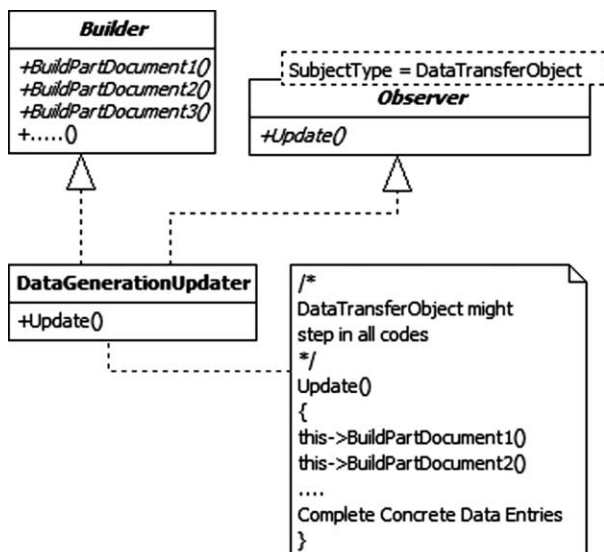 Builder
+BuildPartDocument1()
+BuildPartDocument2()
+BuildPartDocument3()
+.....()
SubjectType = DataTransferObject
Observer
+Update()
DataGenerationUpdater
+Update()
/*
DataTransferObject might
step in all codes
*/
Update()
{
this->BuildPartDocument1()
this->BuildPartDocument2()
....
Complete Concrete Data Entries
}